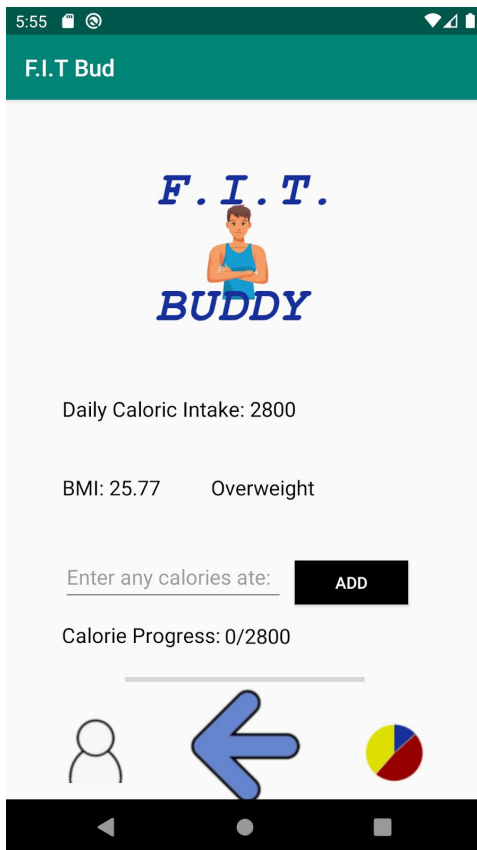 5:55
F.I.T Bud
F.I.T.
BUDDY
Daily Caloric Intake: 2800
BMI: 25.77 Overweight
Enter any calories ate: ADD
Calorie Progress: 0/2800